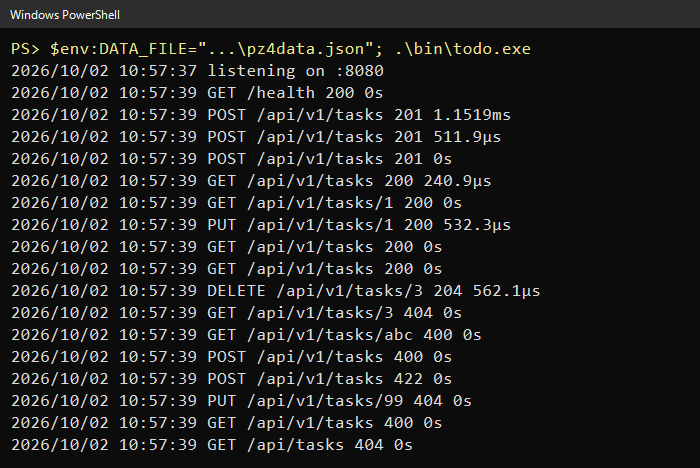 Windows PowerShell
PS> $env:DATA_FILE="...\pz4data.json"; .\bin\todo.exe
2026/10/02 10:57:37 listening on :8080
2026/10/02 10:57:39 GET /health 200 0s
2026/10/02 10:57:39 POST /api/v1/tasks 201 1.1519ms
2026/10/02 10:57:39 POST /api/v1/tasks 201 511.9µs
2026/10/02 10:57:39 POST /api/v1/tasks 201 0s
2026/10/02 10:57:39 GET /api/v1/tasks 200 240.9µs
2026/10/02 10:57:39 GET /api/v1/tasks/1 200 0s
2026/10/02 10:57:39 PUT /api/v1/tasks/1 200 532.3µs
2026/10/02 10:57:39 GET /api/v1/tasks 200 0s
2026/10/02 10:57:39 GET /api/v1/tasks 200 0s
2026/10/02 10:57:39 DELETE /api/v1/tasks/3 204 562.1µs
2026/10/02 10:57:39 GET /api/v1/tasks/3 404 0s
2026/10/02 10:57:39 GET /api/v1/tasks/abc 400 0s
2026/10/02 10:57:39 POST /api/v1/tasks 400 0s
2026/10/02 10:57:39 POST /api/v1/tasks 422 0s
2026/10/02 10:57:39 PUT /api/v1/tasks/99 404 0s
2026/10/02 10:57:39 GET /api/v1/tasks 400 0s
2026/10/02 10:57:39 GET /api/tasks 404 0s